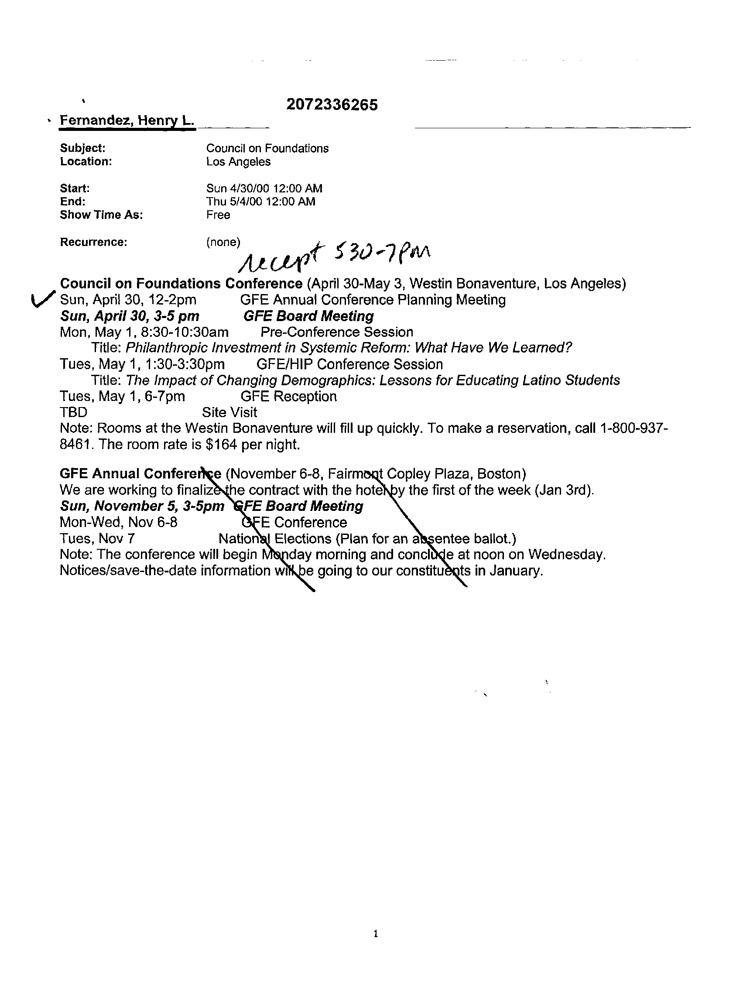 2072336265
Fernandez, Henry L.
Subject: Council on Foundations
Location: Los Angeles
Start: Sun 4/30/00 12:00 AM
End: Thu 5/4/00 12:00 AM
Show Time As: Free
Recurrence: (none)
recept 530-7PM
Council on Foundations Conference (April 30-May 3, Westin Bonaventure, Los Angeles)
Sun, April 30, 12-2pm GFE Annual Conference Planning Meeting
Sun, April 30, 3-5 pm GFE Board Meeting
Mon, May 1, 8:30-10:30am Pre-Conference Session
Title: Philanthropic Investment in Systemic Reform: What Have We Learned?
Tues, May 1, 1:30-3:30pm GFE/HIP Conference Session
Title: The Impact of Changing Demographics: Lessons for Educating Latino Students
Tues, May 1, 6-7pm GFE Reception
TBD Site Visit
Note: Rooms at the Westin Bonaventure will fill up quickly. To make a reservation, call 1-800-937-
8461. The room rate is $164 per night.
GFE Annual Conference (November 6-8, Fairmont Copley Plaza, Boston)
We are working to finalize the contract with the hotel by the first of the week (Jan 3rd).
Sun, November 5, 3-5pm GFE Board Meeting
Mon-Wed, Nov 6-8 GFE Conference
Tues, Nov 7 National Elections (Plan for an absentee ballot.)
Note: The conference will begin Monday morning and conclude at noon on Wednesday.
Notices/save-the-date information will be going to our constituents in January.
1